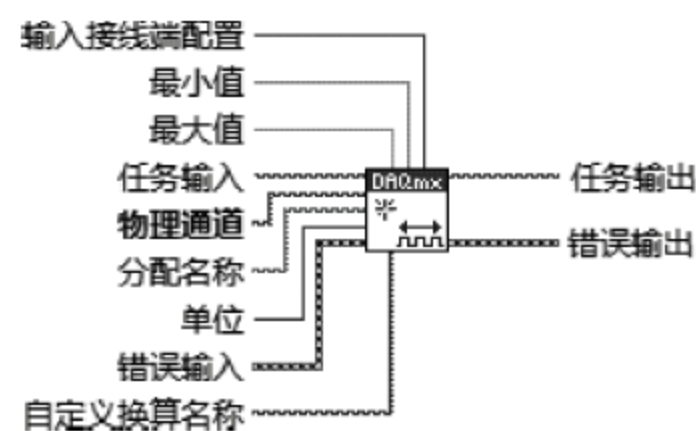 输入接线端配置
最小值
最大值
任务输入
DAQmx
任务输出
物理通道
错误输出
分配名称
单位
错误输入
自定义换算名称